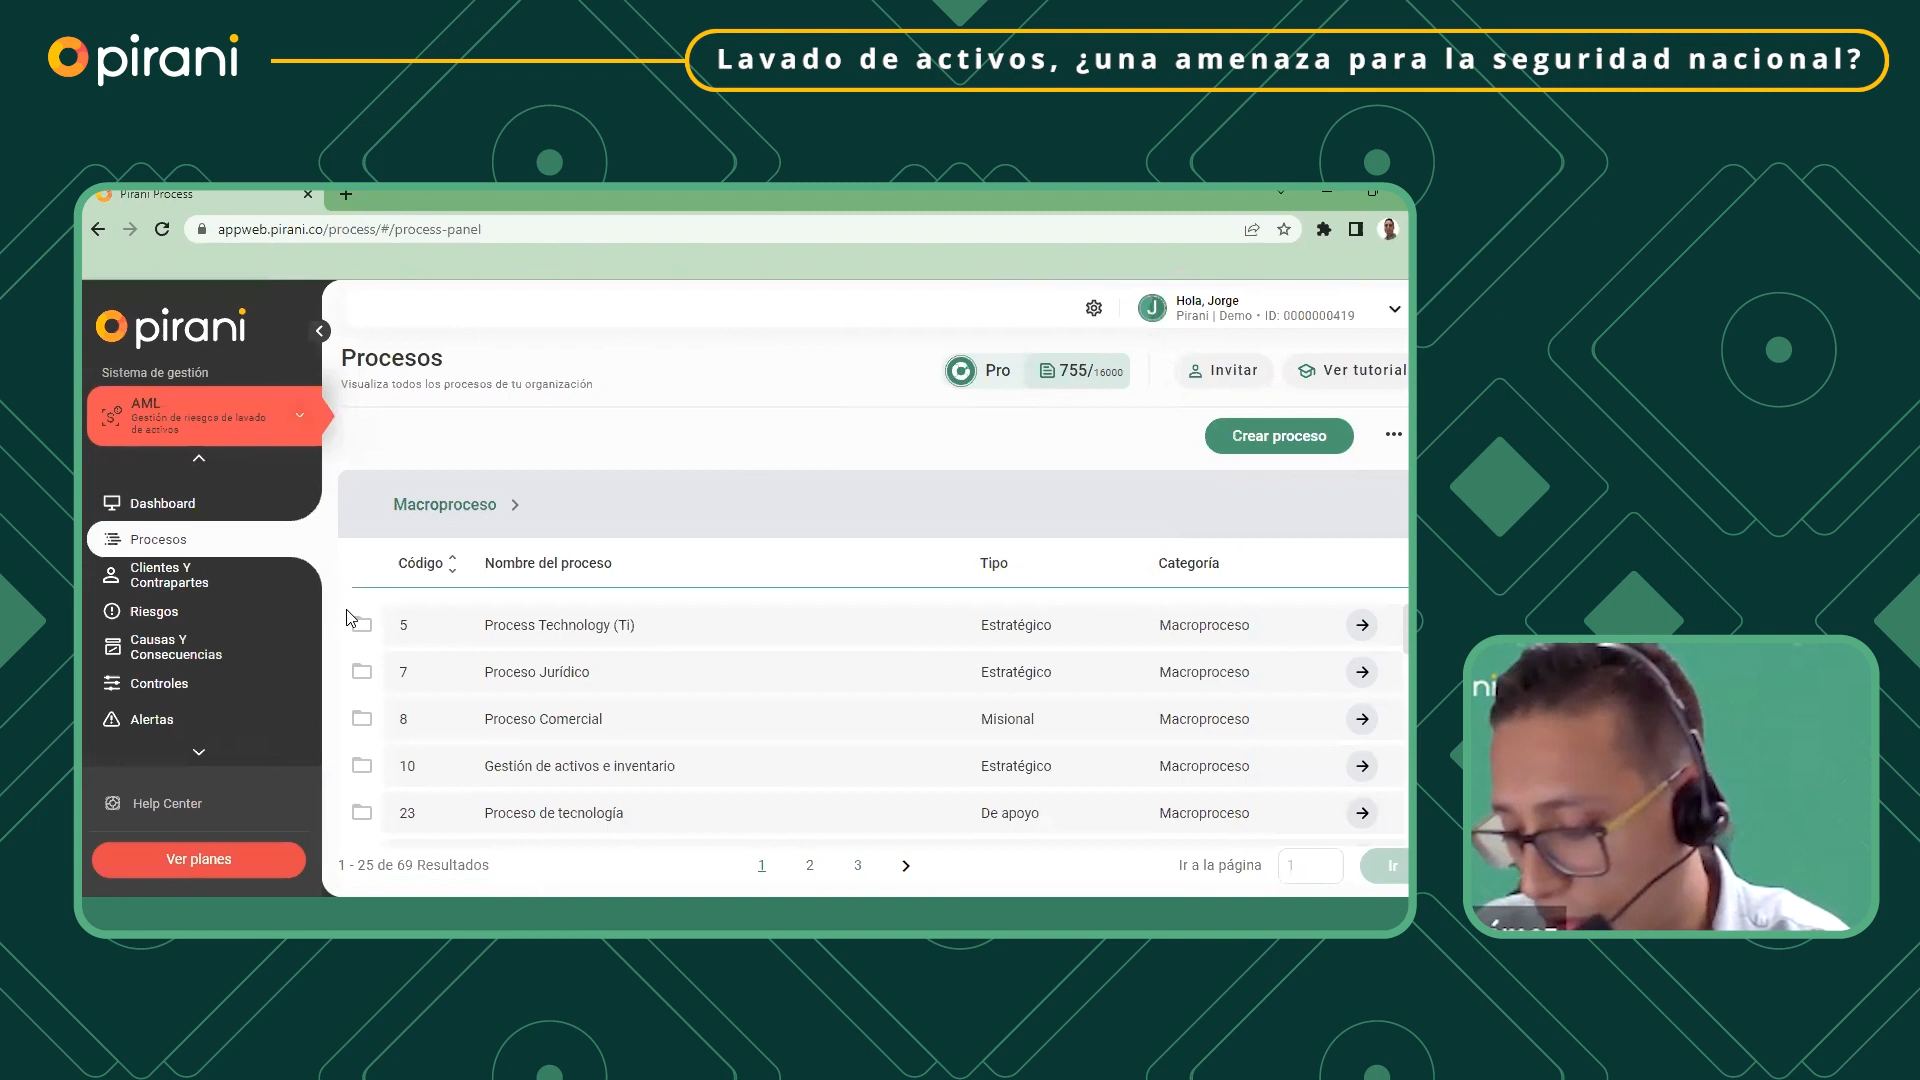 pirani
Lavado de activos, ¿una amenaza para la seguridad nacional?
Pirani Process
appweb.pirani.co/process/#/process-panel
pirani
Sistema de gestión
AML
Gestión de riesgos de lavado
de activos
Dashboard
Procesos
Clientes Y
Contrapartes
Riesgos
Causas Y
Consecuencias
Controles
Alertas
Help Center
Ver planes
J
Hola, Jorge
Pirani | Demo • ID: 0000000419
Procesos
Visualiza todos los procesos de tu organización
Pro
755/16000
Invitar
Ver tutorial
Crear proceso
Macroproceso
Código Nombre del proceso Tipo Categoría
5 Process Technology (Ti) Estratégico Macroproceso
7 Proceso Jurídico Estratégico Macroproceso
8 Proceso Comercial Misional Macroproceso
10 Gestión de activos e inventario Estratégico Macroproceso
23 Proceso de tecnología De apoyo Macroproceso
1 - 25 de 69 Resultados
1 2 3
Ir a la página 1 Ir
ni